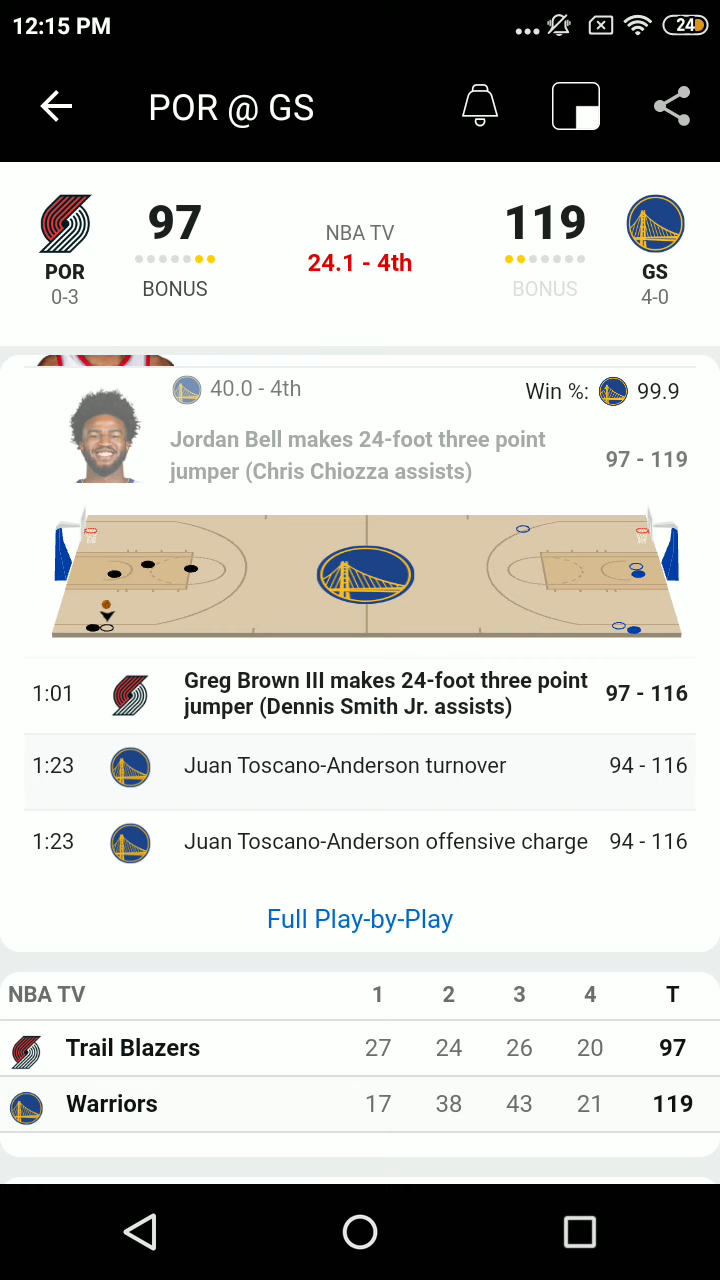 12:15 PM
24
POR @ GS
97
NBA TV
119
24.1 - 4th
POR
0-3
BONUS
BONUS
GS
4-0
40.0 - 4th
Win %:
99.9
Jordan Bell makes 24-foot three point
jumper (Chris Chiozza assists)
97 - 119
1:01
Greg Brown III makes 24-foot three point
jumper (Dennis Smith Jr. assists)
97 - 116
1:23
Juan Toscano-Anderson turnover
94 - 116
1:23
Juan Toscano-Anderson offensive charge
94 - 116
Full Play-by-Play
NBA TV 1 2 3 4 T
Trail Blazers 27 24 26 20 97
Warriors 17 38 43 21 119